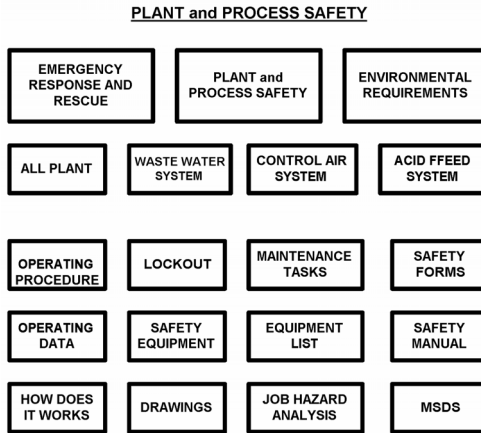 PLANT and PROCESS SAFETY
EMERGENCY
RESPONSE AND
RESCUE
PLANT and
PROCESS SAFETY
ENVIRONMENTAL
REQUIREMENTS
ALL PLANT
WASTE WATER
SYSTEM
CONTROL AIR
SYSTEM
ACID FFEED
SYSTEM
OPERATING
PROCEDURE
LOCKOUT
MAINTENANCE
TASKS
SAFETY
FORMS
OPERATING
DATA
SAFETY
EQUIPMENT
EQUIPMENT
LIST
SAFETY
MANUAL
HOW DOES
IT WORKS
DRAWINGS
JOB HAZARD
ANALYSIS
MSDS